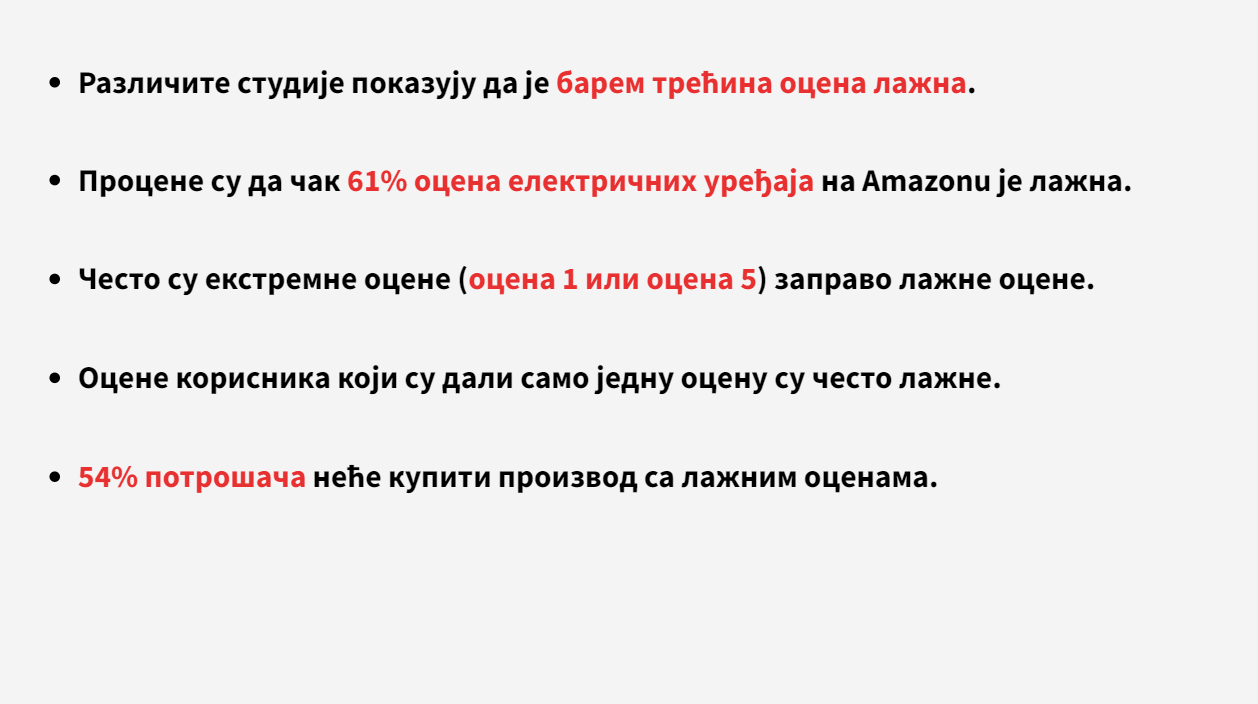 • Различите студије показују да је барем трећина оцена лажна.
• Процене су да чак 61% оцена електричних уређаја на Amazonu је лажна.
• Често су екстремне оцене (оцена 1 или оцена 5) заправо лажне оцене.
• Оцене корисника који су дали само једну оцену су често лажне.
• 54% потрошача неће купити производ са лажним оценама.